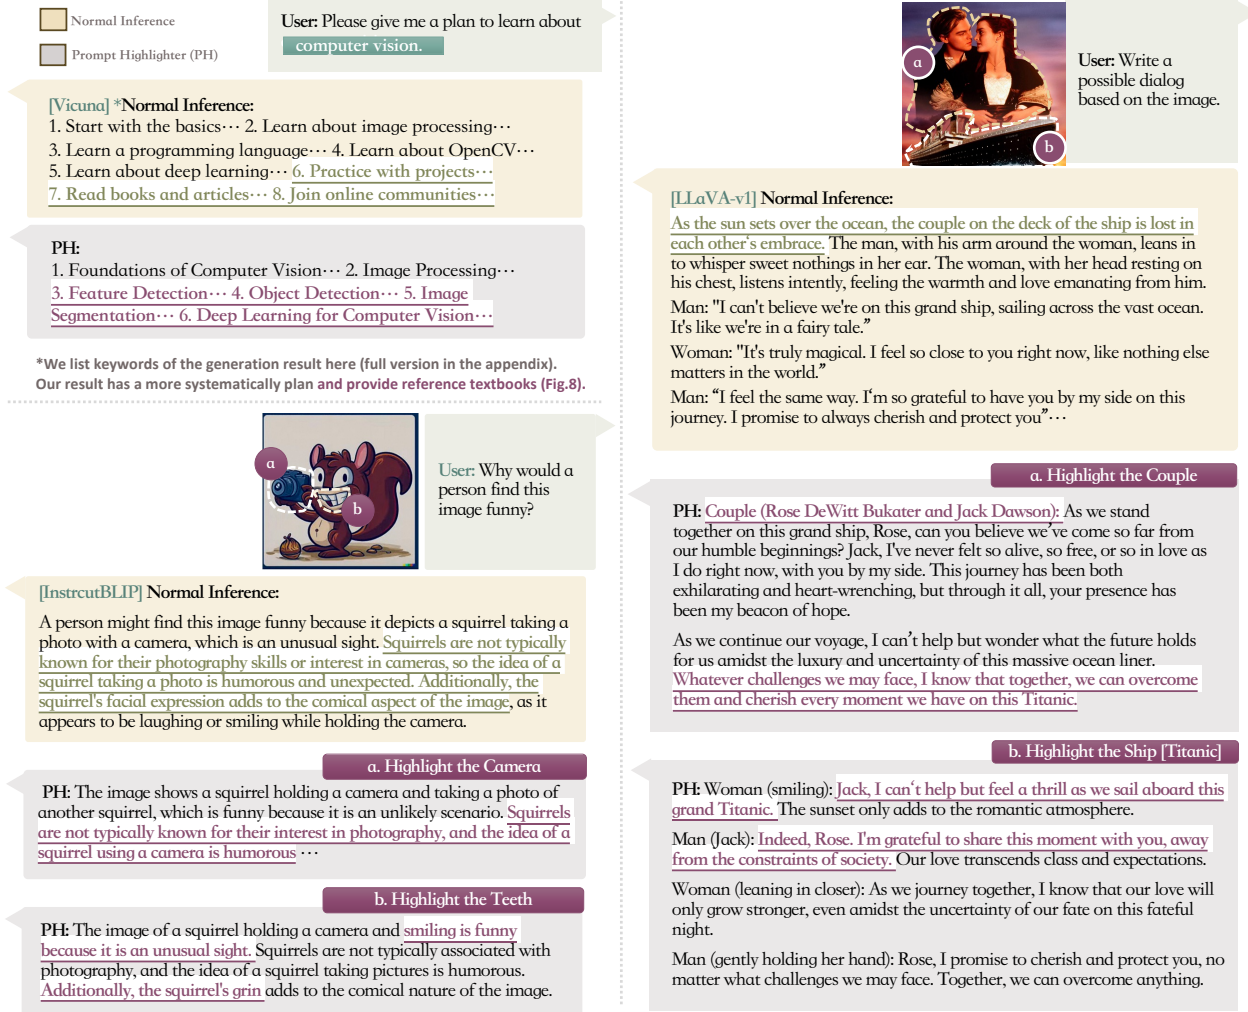 Normal Inference
Prompt Highlighter (PH)
User: Please give me a plan to learn about
computer vision.
[Vicuna] *Normal Inference:
1. Start with the basics··· 2. Learn about image processing···
3. Learn a programming language··· 4. Learn about OpenCV···
5. Learn about deep learning··· 6. Practice with projects···
7. Read books and articles··· 8. Join online communities···
PH:
1. Foundations of Computer Vision··· 2. Image Processing···
3. Feature Detection··· 4. Object Detection··· 5. Image
Segmentation··· 6. Deep Learning for Computer Vision···
*We list keywords of the generation result here (full version in the appendix).
Our result has a more systematically plan and provide reference textbooks (Fig.8).
a
b
User: Why would a
person find this
image funny?
[InstrcutBLIP] Normal Inference:
A person might find this image funny because it depicts a squirrel taking a
photo with a camera, which is an unusual sight. Squirrels are not typically
known for their photography skills or interest in cameras, so the idea of a
squirrel taking a photo is humorous and unexpected. Additionally, the
squirrel's facial expression adds to the comical aspect of the image, as it
appears to be laughing or smiling while holding the camera.
a. Highlight the Camera
PH: The image shows a squirrel holding a camera and taking a photo of
another squirrel, which is funny because it is an unlikely scenario. Squirrels
are not typically known for their interest in photography, and the idea of a
squirrel using a camera is humorous ···
b. Highlight the Teeth
PH: The image of a squirrel holding a camera and smiling is funny
because it is an unusual sight. Squirrels are not typically associated with
photography, and the idea of a squirrel taking pictures is humorous.
Additionally, the squirrel's grin adds to the comical nature of the image.
a
b
User: Write a
possible dialog
based on the image.
[LLaVA-v1] Normal Inference:
As the sun sets over the ocean, the couple on the deck of the ship is lost in
each other's embrace. The man, with his arm around the woman, leans in
to whisper sweet nothings in her ear. The woman, with her head resting on
his chest, listens intently, feeling the warmth and love emanating from him.
Man: "I can't believe we're on this grand ship, sailing across the vast ocean.
It's like we're in a fairy tale.”
Woman: "It's truly magical. I feel so close to you right now, like nothing else
matters in the world.”
Man: “I feel the same way. I'm so grateful to have you by my side on this
journey. I promise to always cherish and protect you”···
a. Highlight the Couple
PH: Couple (Rose DeWitt Bukater and Jack Dawson): As we stand
together on this grand ship, Rose, can you believe we've come so far from
our humble beginnings? Jack, I've never felt so alive, so free, or so in love as
I do right now, with you by my side. This journey has been both
exhilarating and heart-wrenching, but through it all, your presence has
been my beacon of hope.
As we continue our voyage, I can't help but wonder what the future holds
for us amidst the luxury and uncertainty of this massive ocean liner.
Whatever challenges we may face, I know that together, we can overcome
them and cherish every moment we have on this Titanic.
b. Highlight the Ship [Titanic]
PH: Woman (smiling): Jack, I can't help but feel a thrill as we sail aboard this
grand Titanic. The sunset only adds to the romantic atmosphere.
Man (Jack): Indeed, Rose. I'm grateful to share this moment with you, away
from the constraints of society. Our love transcends class and expectations.
Woman (leaning in closer): As we journey together, I know that our love will
only grow stronger, even amidst the uncertainty of our fate on this fateful
night.
Man (gently holding her hand): Rose, I promise to cherish and protect you, no
matter what challenges we may face. Together, we can overcome anything.